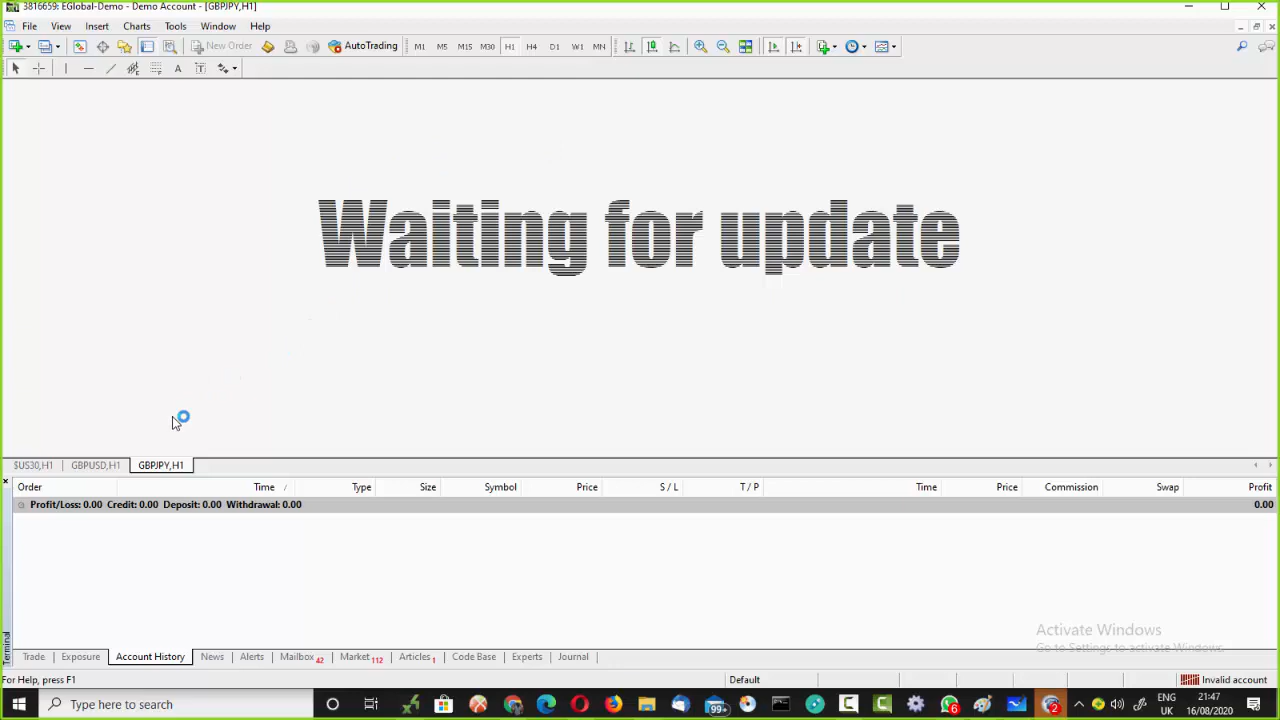 3816659: EGlobal-Demo - Demo Account - [GBPJPY,H1]
File View Insert Charts Tools Window Help
New Order AutoTrading M1 M5 M15 M30 H1 H4 D1 W1 MN
A T
Waiting for update
$US30,H1 GBPUSD,H1 GBPJPY,H1
Order Time / Type Size Symbol Price S / L T / P Time Price Commission Swap Profit
Profit/Loss: 0.00 Credit: 0.00 Deposit: 0.00 Withdrawal: 0.00 0.00
Activate Windows
Go to Settings to activate Windows.
Terminal
Trade Exposure Account History News Alerts Mailbox 42 Market 112 Articles 1 Code Base Experts Journal
For Help, press F1 Default Invalid account
Type here to search 99+ 6 2 ENG 21:47
UK 16/08/2020